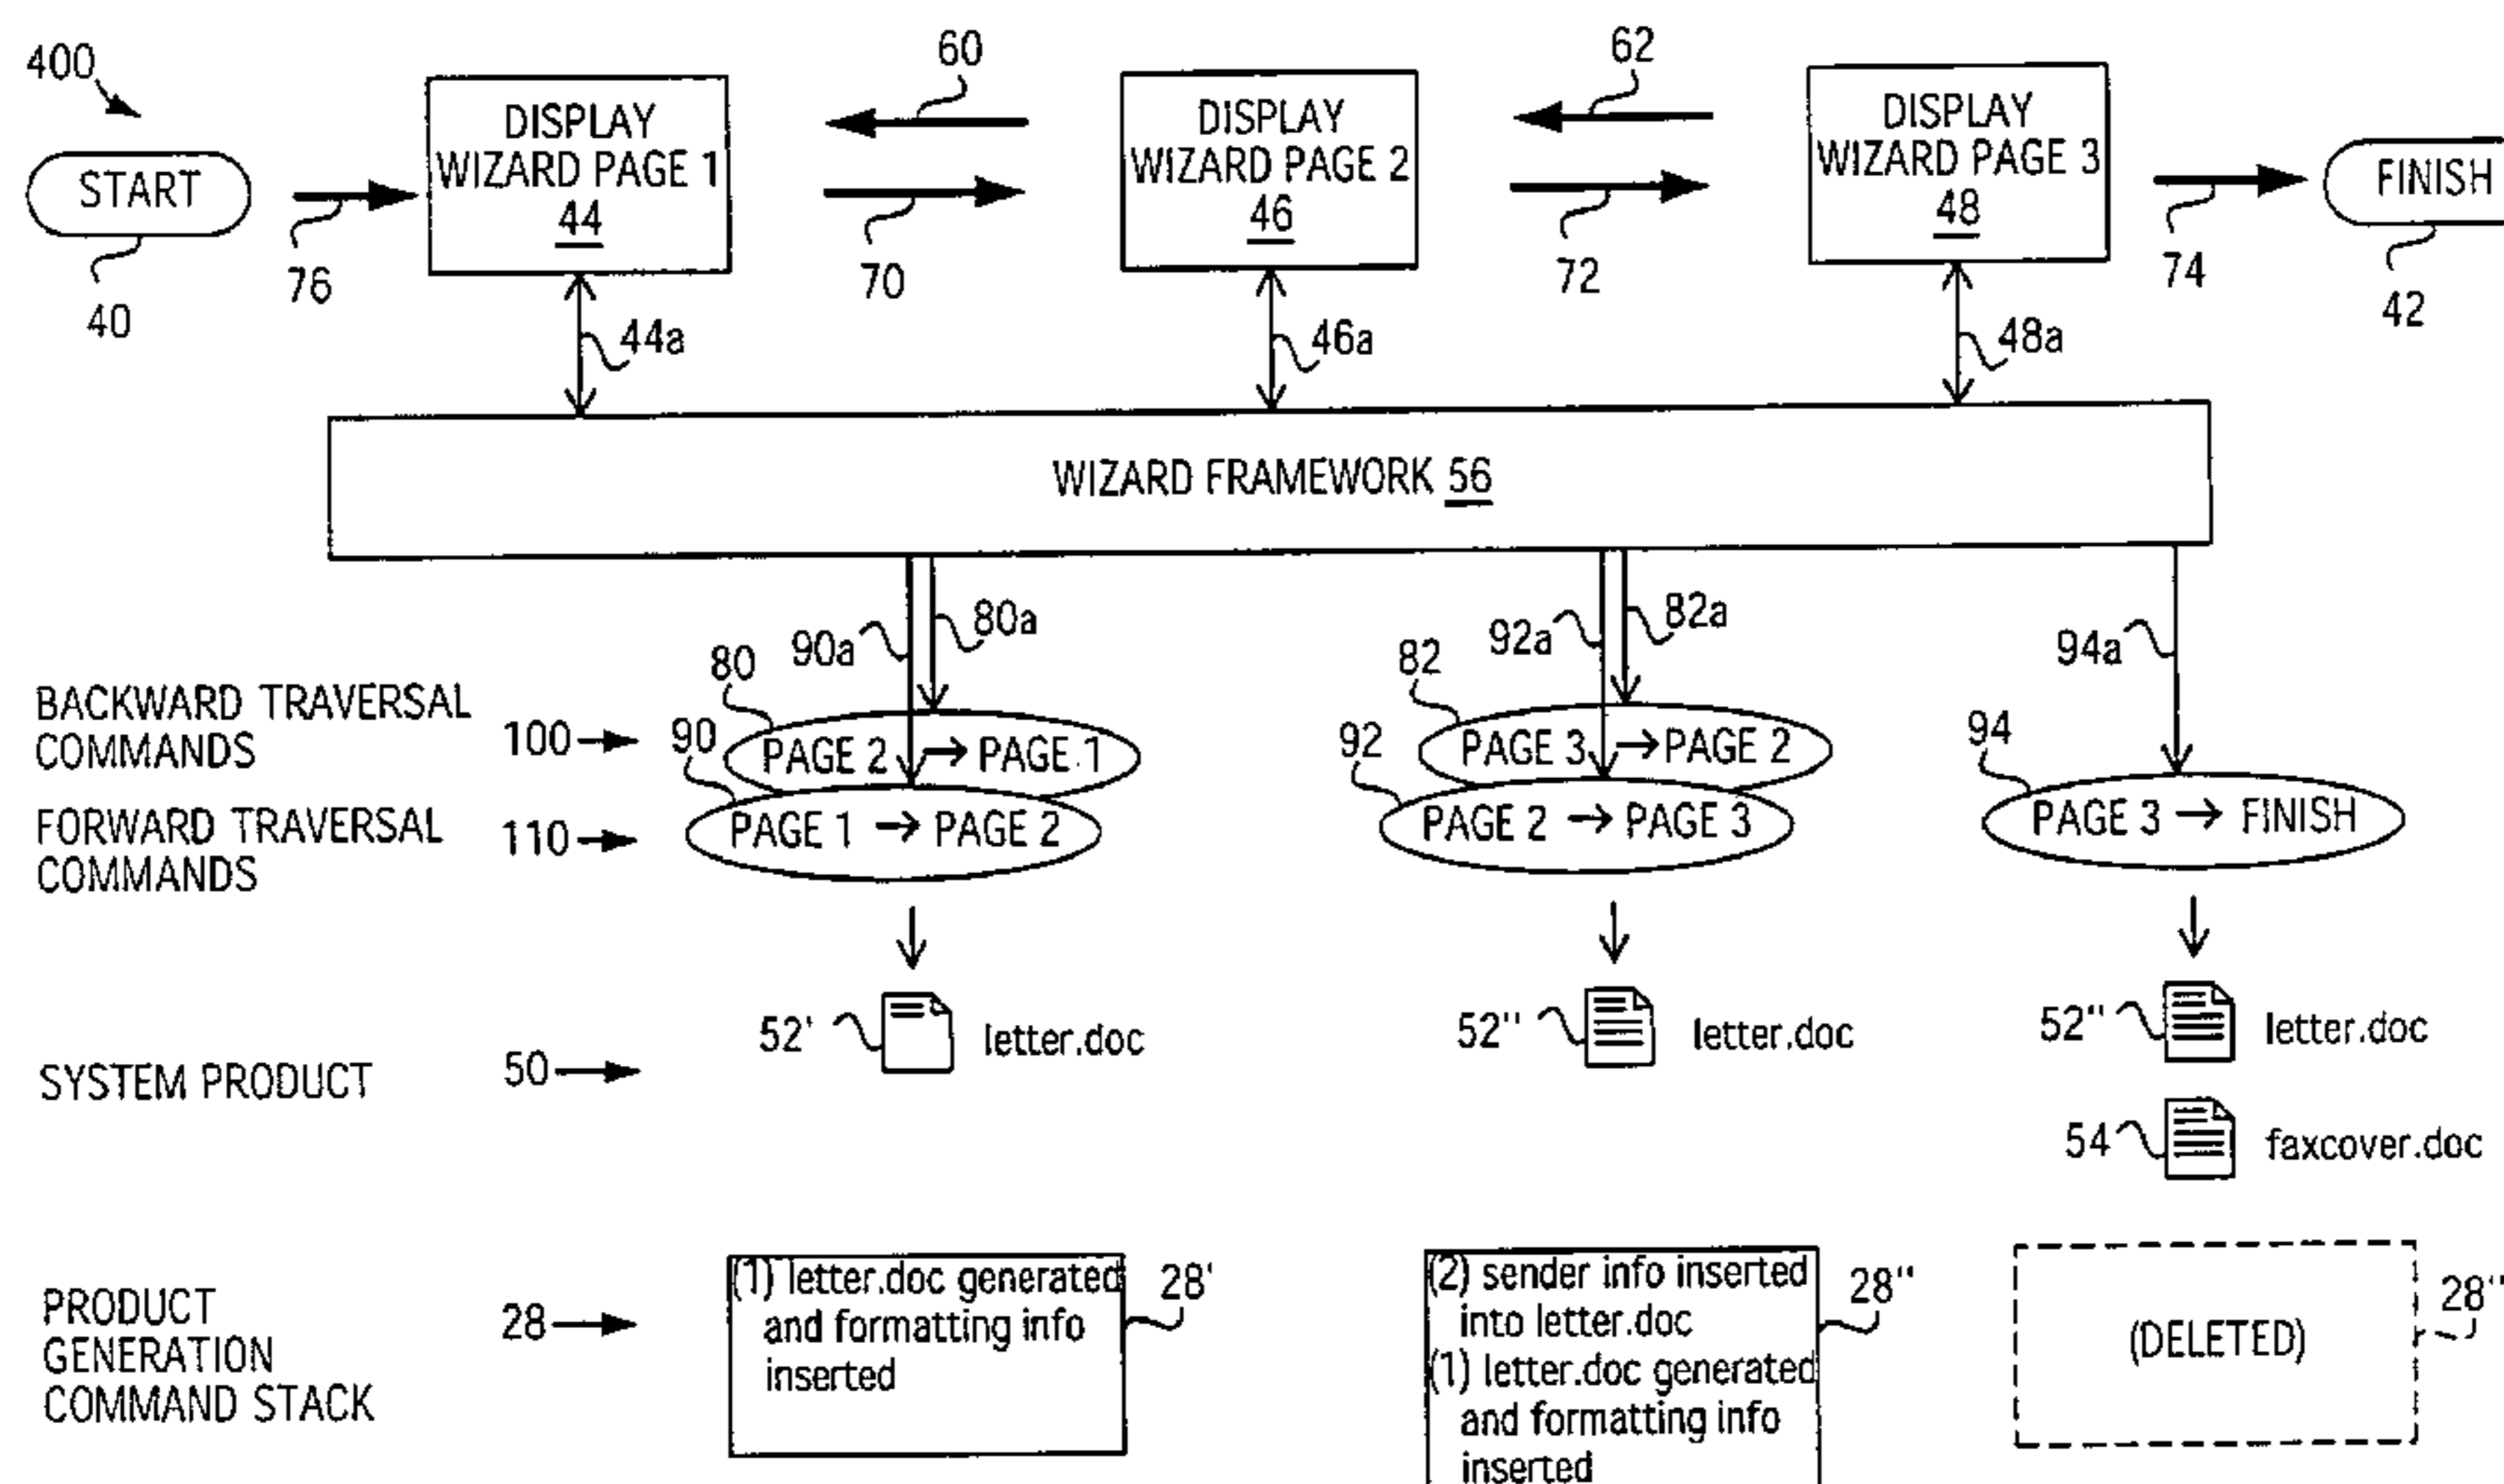 400
60
62
DISPLAY
WIZARD PAGE 1
44
DISPLAY
WIZARD PAGE 2
46
DISPLAY
WIZARD PAGE 3
48
START
FINISH
76
70
72
74
40
42
44a
46a
48a
WIZARD FRAMEWORK 56
90a
80a
92a
82a
94a
80
82
BACKWARD TRAVERSAL
COMMANDS
100
90
PAGE 2 → PAGE 1
92
PAGE 3 → PAGE 2
94
FORWARD TRAVERSAL
COMMANDS
110
PAGE 1 → PAGE 2
PAGE 2 → PAGE 3
PAGE 3 → FINISH
SYSTEM PRODUCT
50
52' letter.doc
52" letter.doc
52" letter.doc
54 faxcover.doc
PRODUCT
GENERATION
COMMAND STACK
28
(1) letter.doc generated
and formatting info
inserted
28'
(2) sender info inserted
into letter.doc
(1) letter.doc generated
and formatting info
inserted
28"
(DELETED)
28"